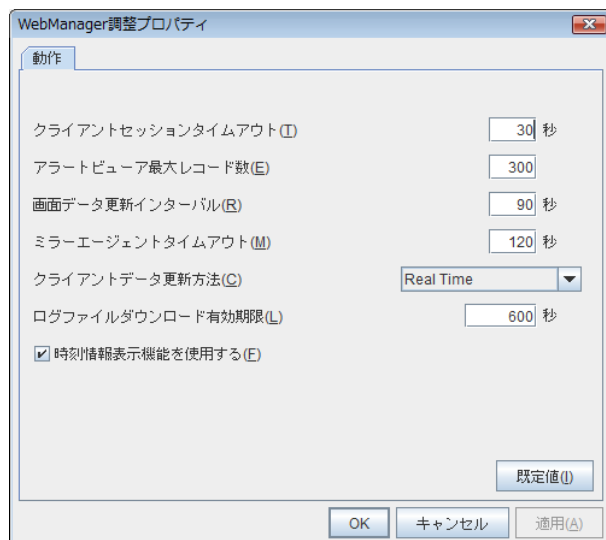 WebManager調整プロパティ
動作
クライアントセッションタイムアウト(T) 30 秒
アラートビューア最大レコード数(E) 300
画面データ更新インターバル(R) 90 秒
ミラーエージェントタイムアウト(M) 120 秒
クライアントデータ更新方法(C) Real Time
ログファイルダウンロード有効期限(L) 600 秒
時刻情報表示機能を使用する(F)
既定値(I)
OK キャンセル 適用(A)